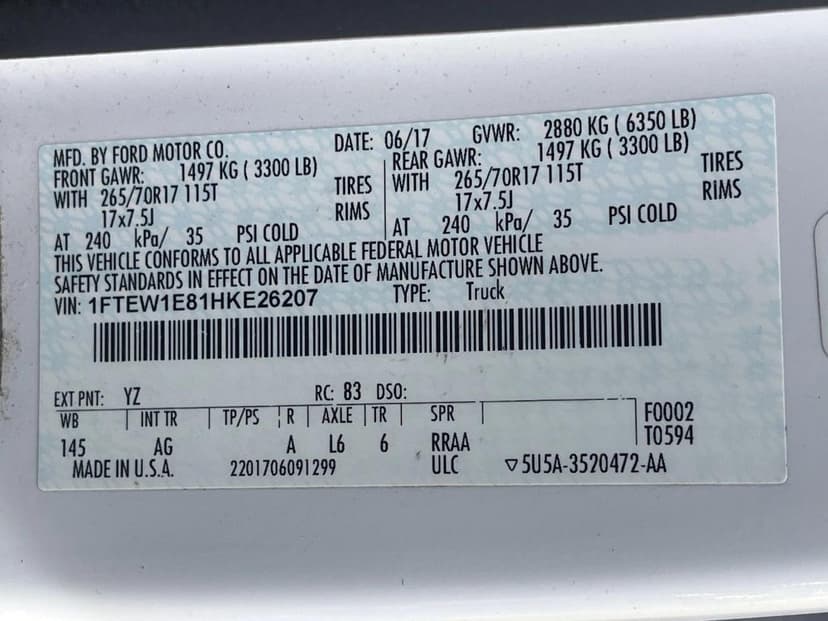 MFD. BY FORD MOTOR CO. DATE: 06/17 GVWR: 2880 KG ( 6350 LB)
FRONT GAWR: 1497 KG ( 3300 LB) REAR GAWR: 1497 KG ( 3300 LB)
WITH 265/70R17 115T TIRES WITH 265/70R17 115T TIRES
17x7.5J RIMS 17x7.5J RIMS
AT 240 kPa/ 35 PSI COLD AT 240 kPa/ 35 PSI COLD
THIS VEHICLE CONFORMS TO ALL APPLICABLE FEDERAL MOTOR VEHICLE
SAFETY STANDARDS IN EFFECT ON THE DATE OF MANUFACTURE SHOWN ABOVE.
VIN: 1FTEW1E81HKE26207 TYPE: Truck
EXT PNT: YZ RC: 83 DSO:
WB INT TR TP/PS R AXLE TR SPR F0002
145 AG A L6 6 RRAA T0594
MADE IN U.S.A. 2201706091299 ULC ▽5U5A-3520472-AA